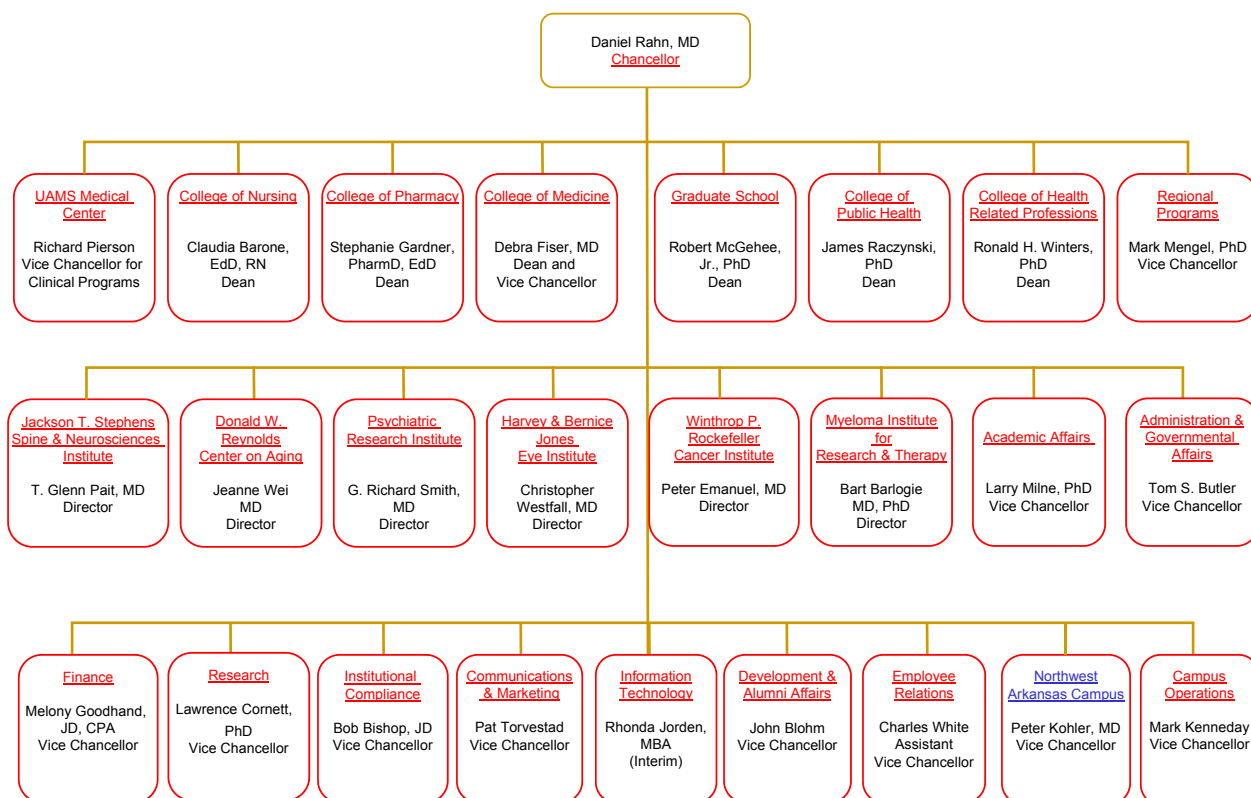 Daniel Rahn, MD
Chancellor
UAMS Medical
Center
Richard Pierson
Vice Chancellor for
Clinical Programs
College of Nursing
Claudia Barone,
EdD, RN
Dean
College of Pharmacy
Stephanie Gardner,
PharmD, EdD
Dean
College of Medicine
Debra Fiser, MD
Dean and
Vice Chancellor
Graduate School
Robert McGehee,
Jr., PhD
Dean
College of
Public Health
James Raczynski,
PhD
Dean
College of Health
Related Professions
Ronald H. Winters,
PhD
Dean
Regional
Programs
Mark Mengel, PhD
Vice Chancellor
Jackson T. Stephens
Spine & Neurosciences
Institute
T. Glenn Pait, MD
Director
Donald W.
Reynolds
Center on Aging
Jeanne Wei
MD
Director
Psychiatric
Research Institute
G. Richard Smith,
MD
Director
Harvey & Bernice
Jones
Eye Institute
Christopher
Westfall, MD
Director
Winthrop P.
Rockefeller
Cancer Institute
Peter Emanuel, MD
Director
Myeloma Institute
for
Research & Therapy
Bart Barlogie
MD, PhD
Director
Academic Affairs
Larry Milne, PhD
Vice Chancellor
Administration &
Governmental
Affairs
Tom S. Butler
Vice Chancellor
Finance
Melony Goodhand,
JD, CPA
Vice Chancellor
Research
Lawrence Cornett,
PhD
Vice Chancellor
Institutional
Compliance
Bob Bishop, JD
Vice Chancellor
Communications
& Marketing
Pat Torvestad
Vice Chancellor
Information
Technology
Rhonda Jorden,
MBA
(Interim)
Development &
Alumni Affairs
John Blohm
Vice Chancellor
Employee
Relations
Charles White
Assistant
Vice Chancellor
Northwest
Arkansas Campus
Peter Kohler, MD
Vice Chancellor
Campus
Operations
Mark Kenneday
Vice Chancellor